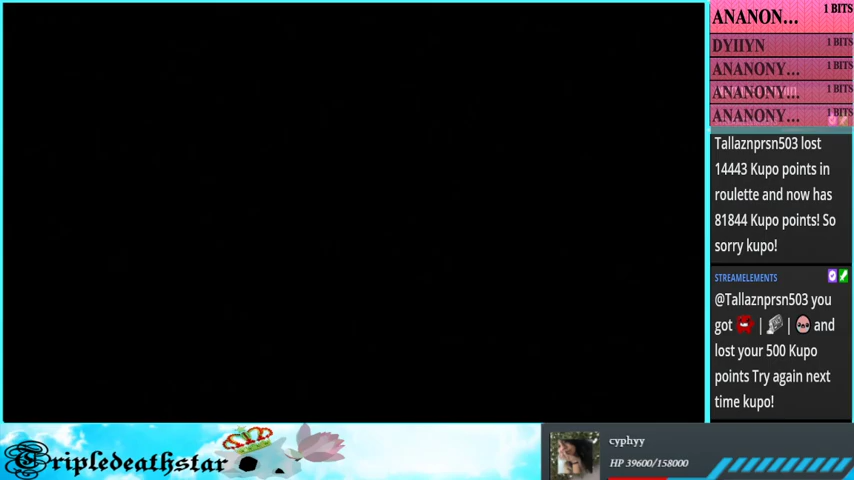 ANANON... 1 BITS
DYIIYN 1 BITS
ANANONY... 1 BITS
ANANONY... 1 BITS
ANANONY... 1 BITS
Tallaznprsn503 lost
14443 Kupo points in
roulette and now has
81844 Kupo points! So
sorry kupo!
STREAMELEMENTS
@Tallaznprsn503 you
got | | and
lost your 500 Kupo
points Try again next
time kupo!
Tripledeathstar
cyphyy
HP 39600/158000